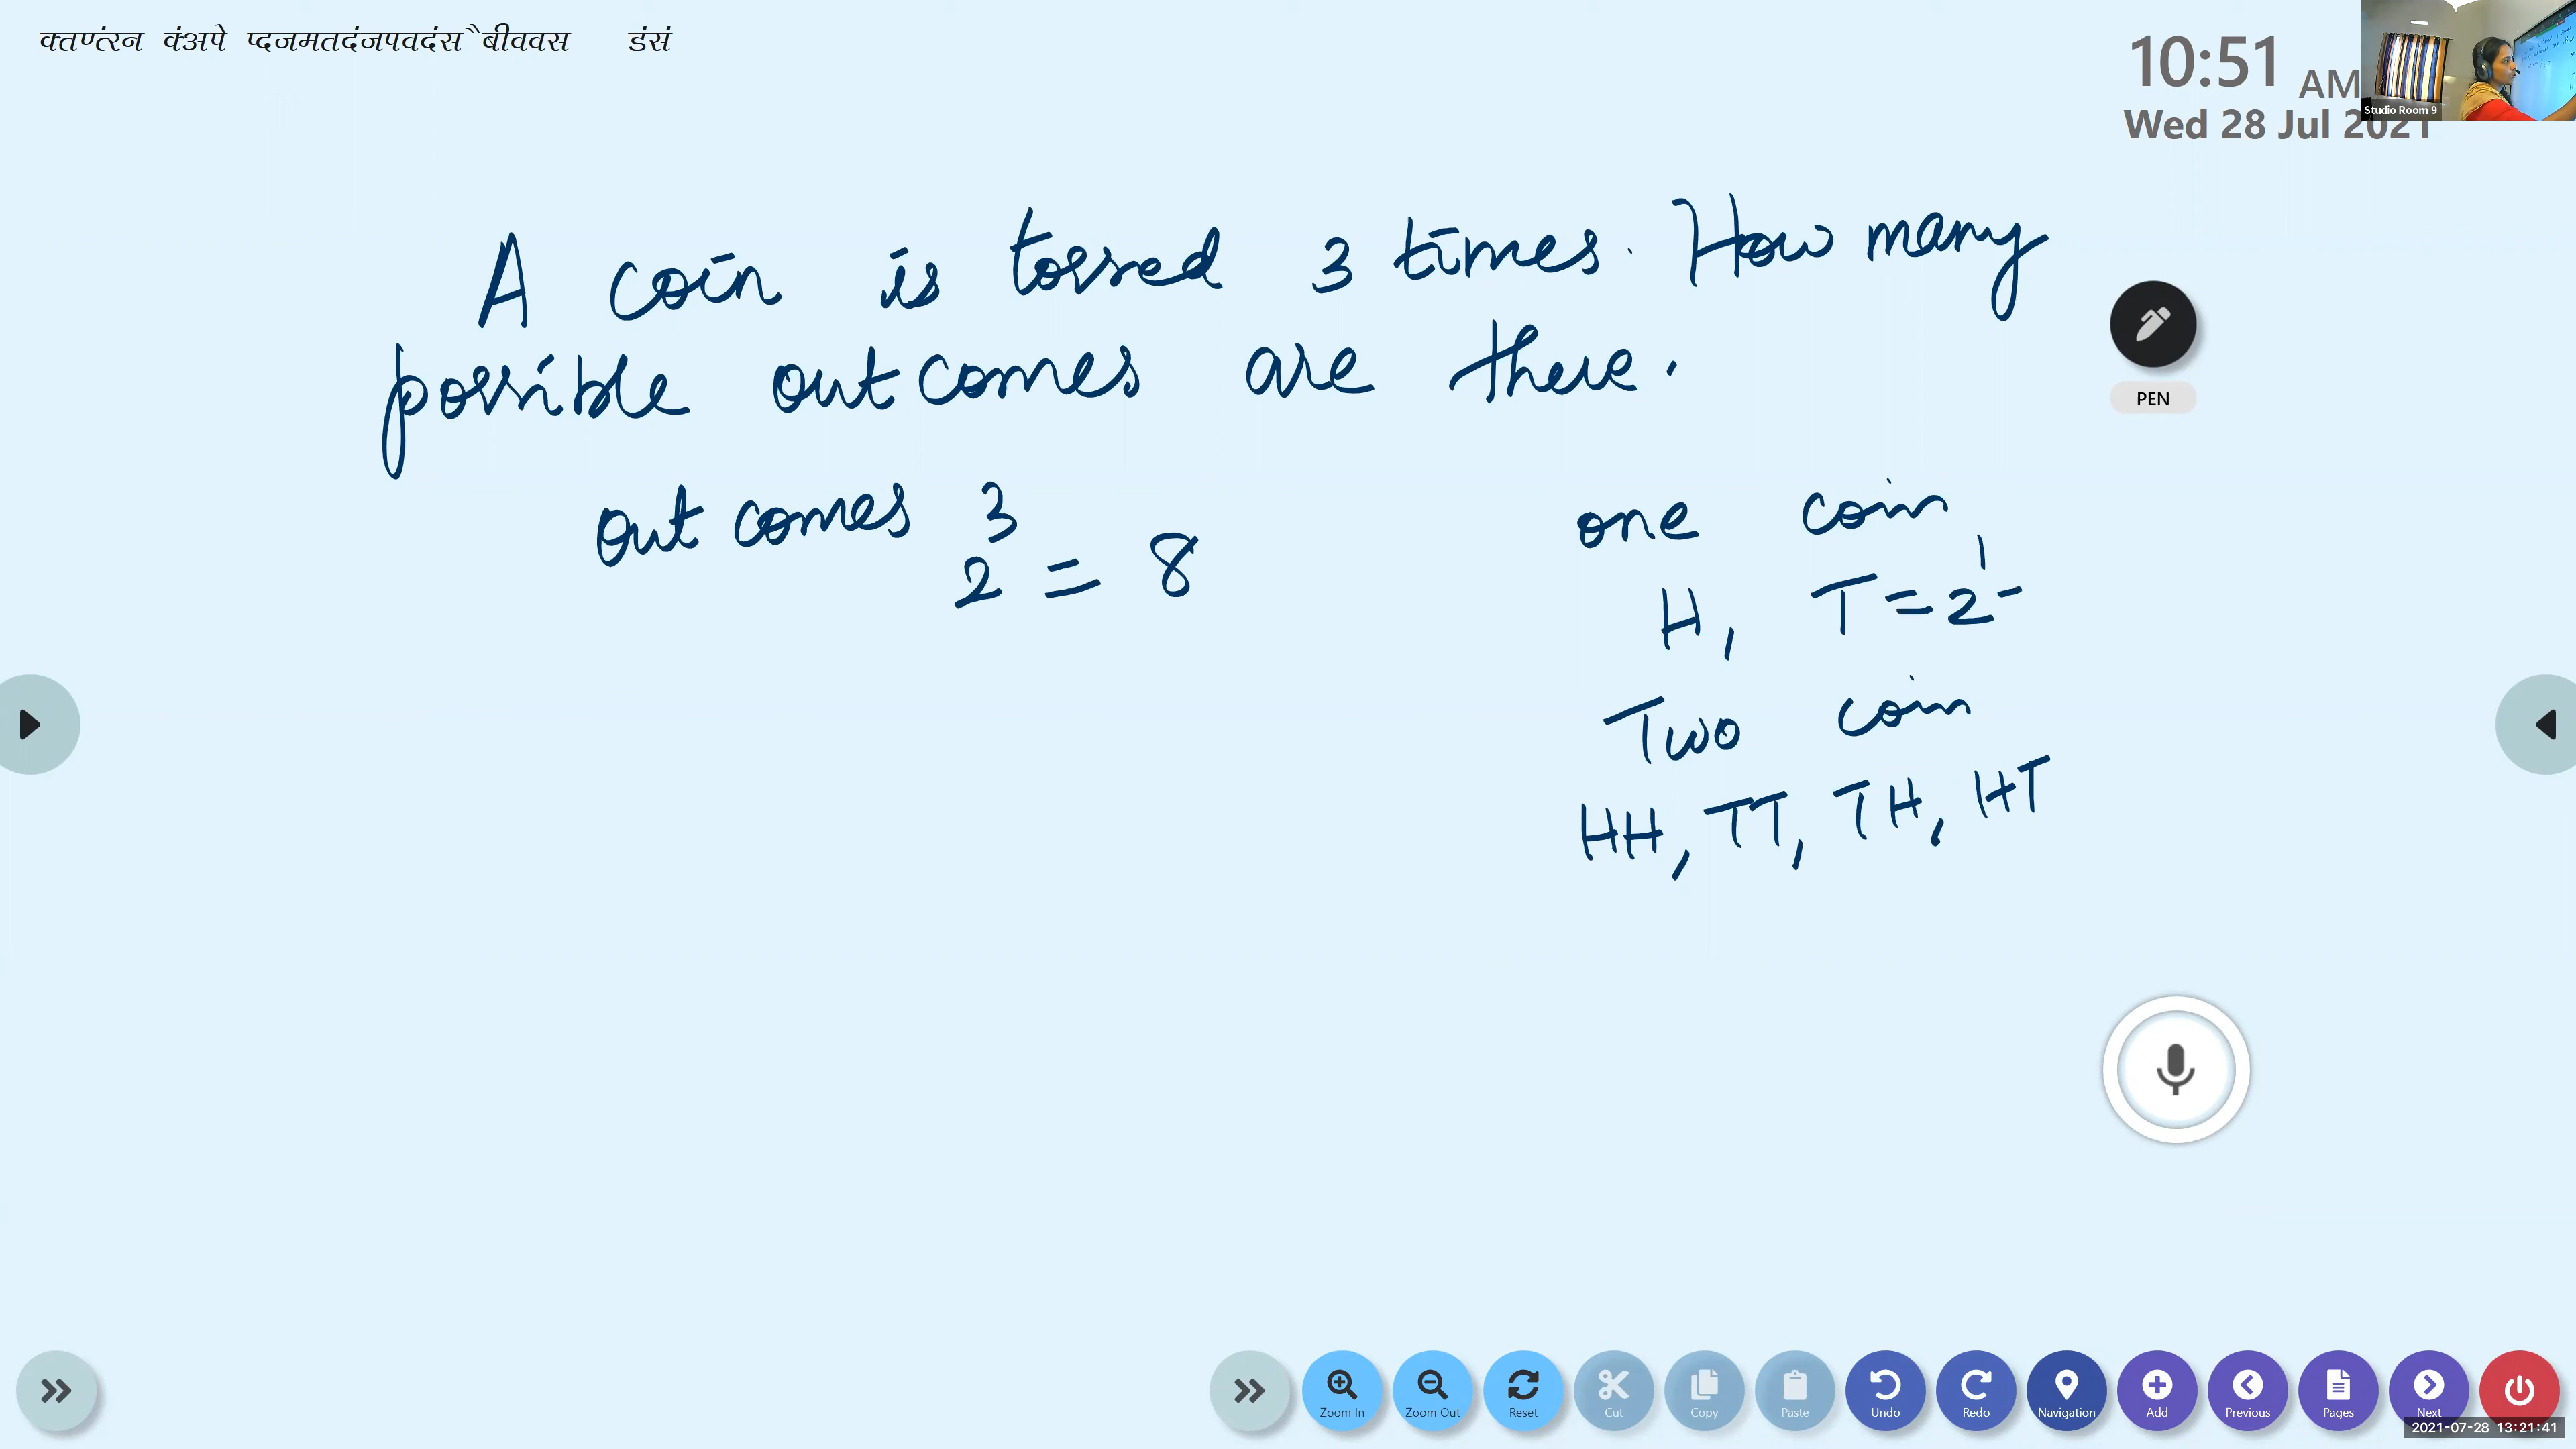 क्तण्तंरन कंअपे प्दजमतदंजपवदंस ैबीववस डंसं
10:51 AM
Wed 28 Jul 2021
Studio Room 9
A coin is tossed 3 times. How many
possible outcomes are there.
PEN
outcomes 2³ = 8
one coin
H, T = 2¹ -
Two coin
HH, TT, TH, HT
Zoom In Zoom Out Reset Cut Copy Paste Undo Redo Navigation Add Previous Pages Next
2021-07-28 13:21:41